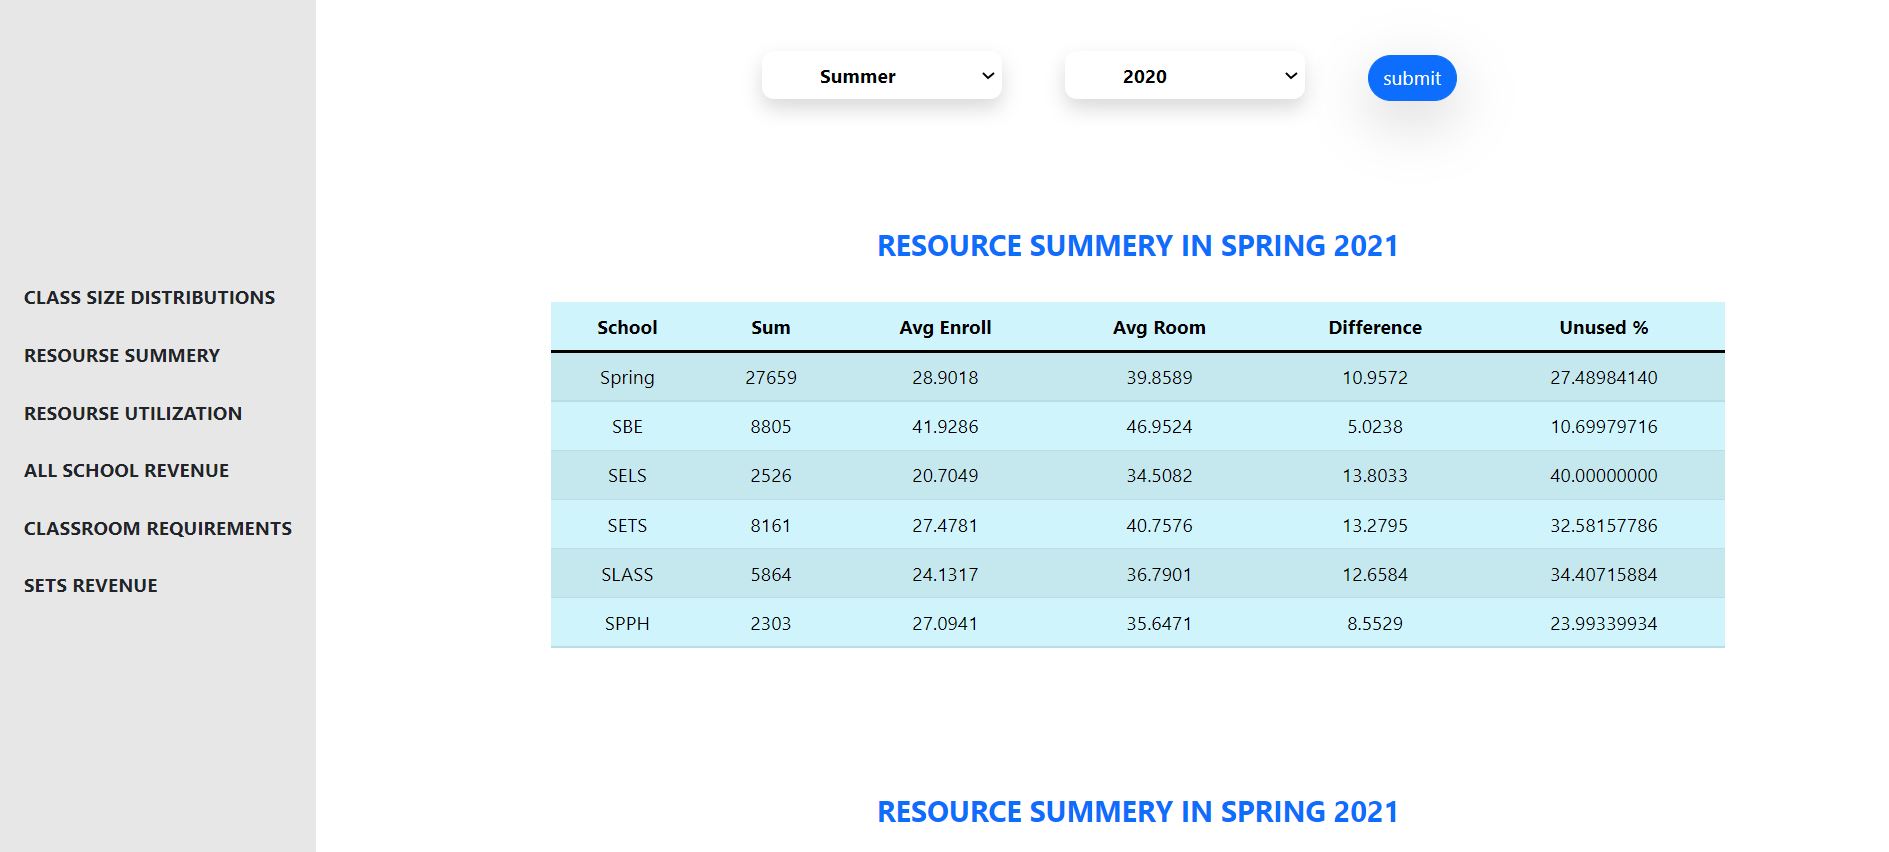 Summer 2020 submit
CLASS SIZE DISTRIBUTIONS
RESOURSE SUMMERY
RESOURSE UTILIZATION
ALL SCHOOL REVENUE
CLASSROOM REQUIREMENTS
SETS REVENUE
RESOURCE SUMMERY IN SPRING 2021
School Sum Avg Enroll Avg Room Difference Unused %
Spring 27659 28.9018 39.8589 10.9572 27.48984140
SBE 8805 41.9286 46.9524 5.0238 10.69979716
SELS 2526 20.7049 34.5082 13.8033 40.00000000
SETS 8161 27.4781 40.7576 13.2795 32.58157786
SLASS 5864 24.1317 36.7901 12.6584 34.40715884
SPPH 2303 27.0941 35.6471 8.5529 23.99339934
RESOURCE SUMMERY IN SPRING 2021